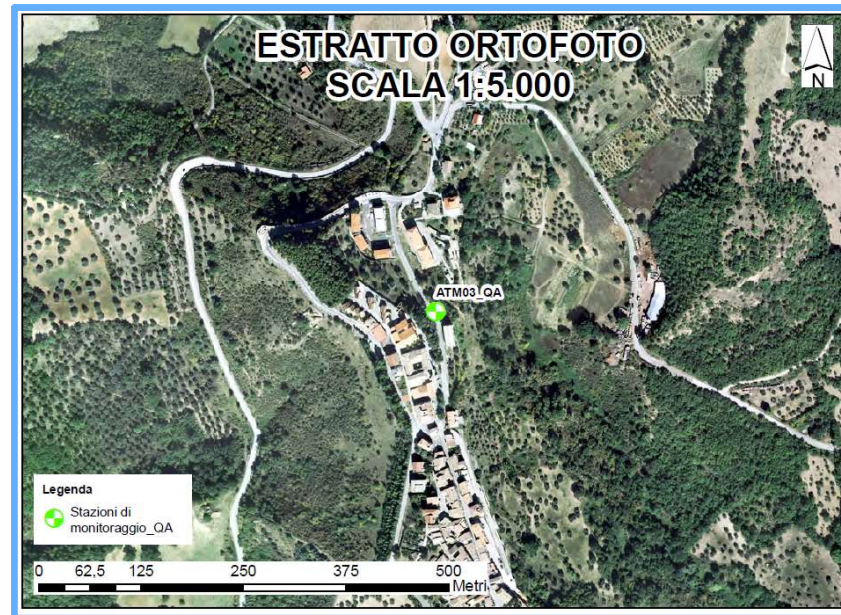 ESTRATTO ORTOFOTO
SCALA 1:5.000
N
ATM03_QA
Legenda
Stazioni di
monitoraggio_QA
0 62,5 125 250 375 500
Metri